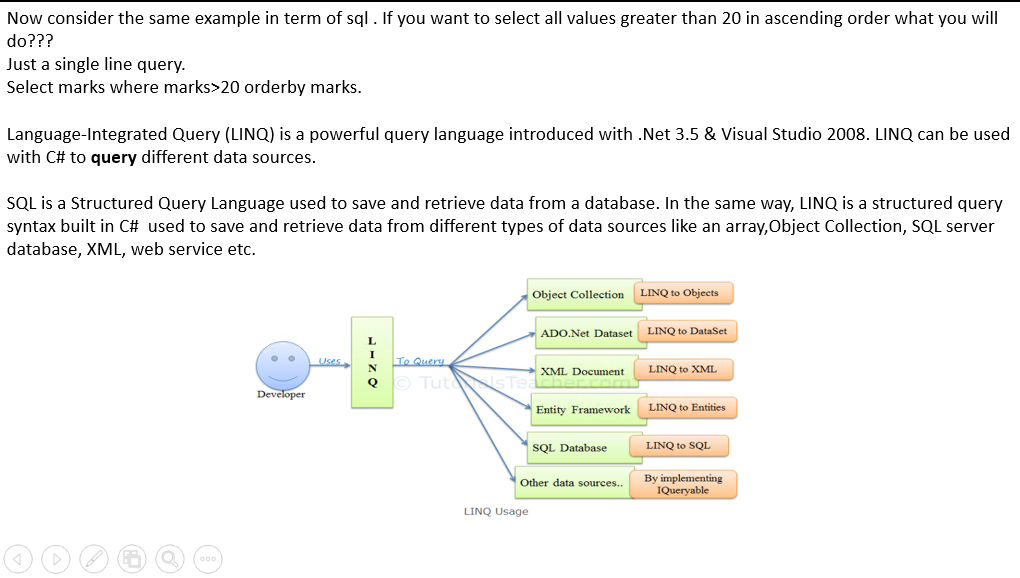 Now consider the same example in term of sql . If you want to select all values greater than 20 in ascending order what you will
do???
Just a single line query.
Select marks where marks>20 orderby marks.
Language-Integrated Query (LINQ) is a powerful query language introduced with .Net 3.5 & Visual Studio 2008. LINQ can be used
with C# to query different data sources.
SQL is a Structured Query Language used to save and retrieve data from a database. In the same way, LINQ is a structured query
syntax built in C#  used to save and retrieve data from different types of data sources like an array,Object Collection, SQL server
database, XML, web service etc.
Developer
Uses
L
I
N
Q
To Query
Object Collection
LINQ to Objects
ADO.Net Dataset
LINQ to DataSet
XML Document
LINQ to XML
© TutorialsTeacher.com
Entity Framework
LINQ to Entities
SQL Database
LINQ to SQL
Other data sources..
By implementing
IQueryable
LINQ Usage